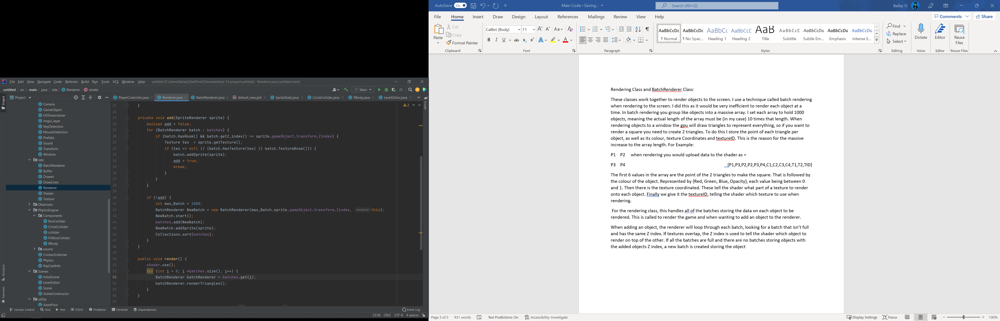 File Edit View Navigate Code Refactor Build Run Tools VCS Window Help untitled [C:\Users\Bailey\OneDrive\Documents\yr 13 project\untitled] - Renderer.java [untitled.main]
untitled src main java late Renderer render Main
Project
PlayerController.java Renderer.java BatchRenderer.java default_new.glsl SpriteState.java CircleCollider.java RBody.java LevelEditor.java
Project
Structure
Favorites
Gradle
Camera
GameObject
GODeserializer
imgui_layer
KeyDetection
MouseDetection
Prefabs
Sound
Transform
Window
late
BatchRenderer
Buffer
Drawer
DrawLines
Renderer
Shader
Texture
Observers
PhysicsEngine
Components
BoxCollider
CircleCollider
collider
PillBoxCollider
RBody
enums
ContactListerner
Physics
RayCastInfo
Scenes
InitalScene
LevelEditor
Scene
SceneConstructor
utility
AssetPool
2
25 }
26
27 private void add(SpriteRenderer sprite) {
28 boolean add = false;
29 for (BatchRenderer batch : batches) {
30 if (batch.HasRoom() && batch.getZ_index() == sprite.gameObject.transform.Zindex) {
31 Texture tex = sprite.getTexture();
32 if (tex == null || (batch.HasTexture(tex) || batch.TextureRoom())) {
33 batch.addSprite(sprite);
34 add = true;
35 break;
36 }
37 }
38 }
39
40 if (!add) {
41 int max_Batch = 1000;
42 BatchRenderer NewBatch = new BatchRenderer(max_Batch,sprite.gameObject.transform.Zindex, renderer: this);
43 NewBatch.start();
44 batches.add(NewBatch);
45 NewBatch.addSprite(sprite);
46 Collections.sort(batches);
47 }
48 }
49
50 public void render() {
51 shader.use();
52 for (int i = 0; i <batches.size(); i++) {
53 BatchRenderer batchRenderer = batches.get(i);
54 batchRenderer.renderTriangles();
55 }
56 }
57
Version Control Find Run TODO Problems Terminal Dependencies Event Log
53:58 CRLF UTF-8 4 spaces
AutoSave On Main Code • Saving... Search (Alt+Q) Bailey O
File Home Insert Draw Design Layout References Mailings Review View Help Comments Share
Paste
Cut
Copy
Format Painter
Clipboard
Calibri (Body) 11 Aa
B I U ab x₂ x² A A
Font
Paragraph
AaBbCcDc AaBbCcDc AaBbCc AaBbCcE AaB AaBbCcD AaBbCcDa AaBbCcDa AaBbCcDa
¶ Normal ¶ No Spac... Heading 1 Heading 2 Title Subtitle Subtle Em... Emphasis Intense E...
Styles
Find
Replace
Select
Editing
Dictate
Voice
Editor
Editor
Reuse
Files
Reuse Files
Rendering Class and BatchRenderer Class:
These classes work together to render objects to the screen. I use a technique called batch rendering
when rendering to the screen. I did this as it would be very inefficient to render each object at a
time. In batch rendering you group like objects into a massive array. I set each array to hold 1000
objects, meaning the actual length of the array must be (in my case) 10 times that length. When
rendering objects to a window the gpu will draw triangles to represent everything, so if you want to
render a square you need to create 2 triangles. To do this I store the point of each triangle per
object, as well as its colour, texture Coordinates and textureID. This is the reason for the massive
increase to the array length. For Example:
P1 P2 when rendering you would upload data to the shader as =
P3 P4 {P1,P3,P2,P2,P3,P4,C1,C2,C3,C4,T1,T2,TID}
The first 6 values in the array are the point of the 2 triangles to make the square. That is followed by
the colour of the object. Represented by {Red, Green, Blue, Opacity}, each value being between 0
and 1. Then there is the texture coordinated. These tell the shader what part of a texture to render
onto each object. Finally we give it the textureID, telling the shader which texture to use when
rendering.
For the rendering class, this handles all of the batches storing the data on each object to be
rendered. This is called to render the game and when wanting to add an object to the renderer.
When adding an object, the renderer will loop through each batch, looking for a batch that isn't full
and has the same Z index. If textures overlap, the Z index is used to tell the shader which object to
render on top of the other. If all the batches are full and there are no batches storing objects with
the added objects Z index, a new batch is created storing the object
Page 3 of 3 931 words Text Predictions: On Accessibility: Investigate Display Settings Focus 100%